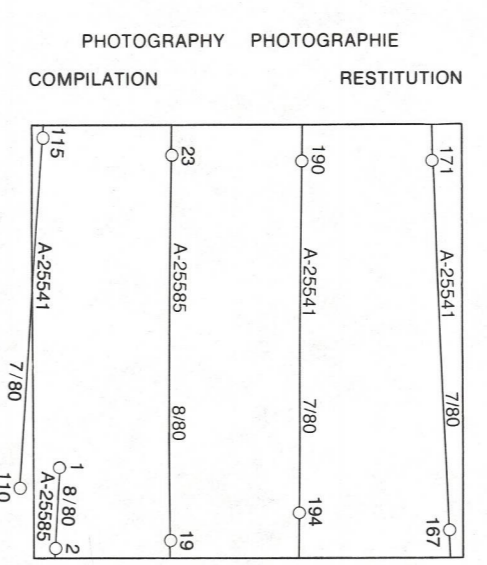 PHOTOGRAPHY PHOTOGRAPHIE
COMPILATION RESTITUTION
115 A-25541 7/80 110
1 8/80 2
A-25585
23 A-25585 8/80 19
190 A-25541 7/80 194
171 A-25541 7/80 167